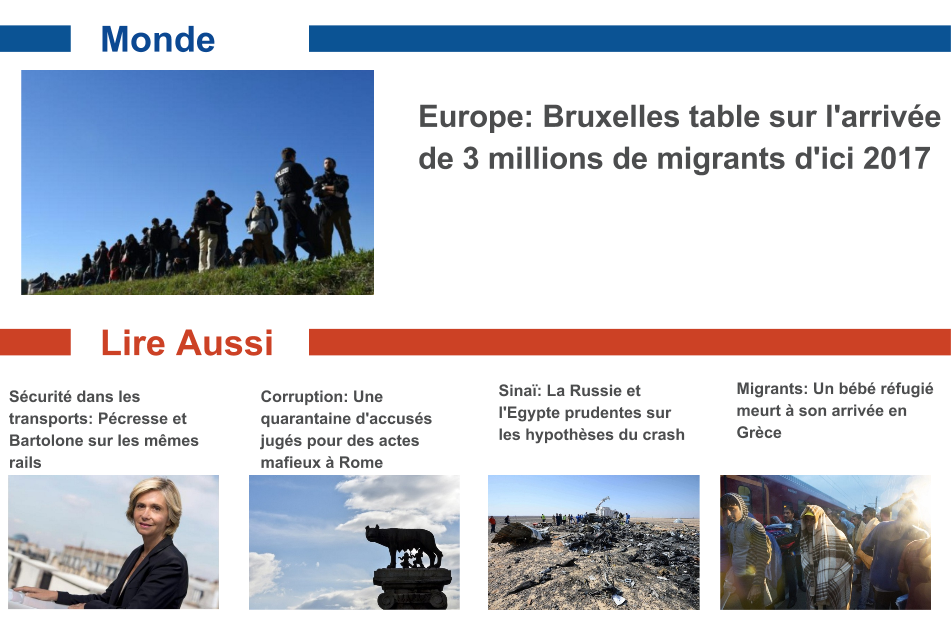 Monde
Europe: Bruxelles table sur l'arrivée
de 3 millions de migrants d'ici 2017
Lire Aussi
Sécurité dans les
transports: Pécresse et
Bartolone sur les mêmes
rails
Corruption: Une
quarantaine d'accusés
jugés pour des actes
mafieux à Rome
Sinaï: La Russie et
l'Egypte prudentes sur
les hypothèses du crash
Migrants: Un bébé réfugié
meurt à son arrivée en
Grèce